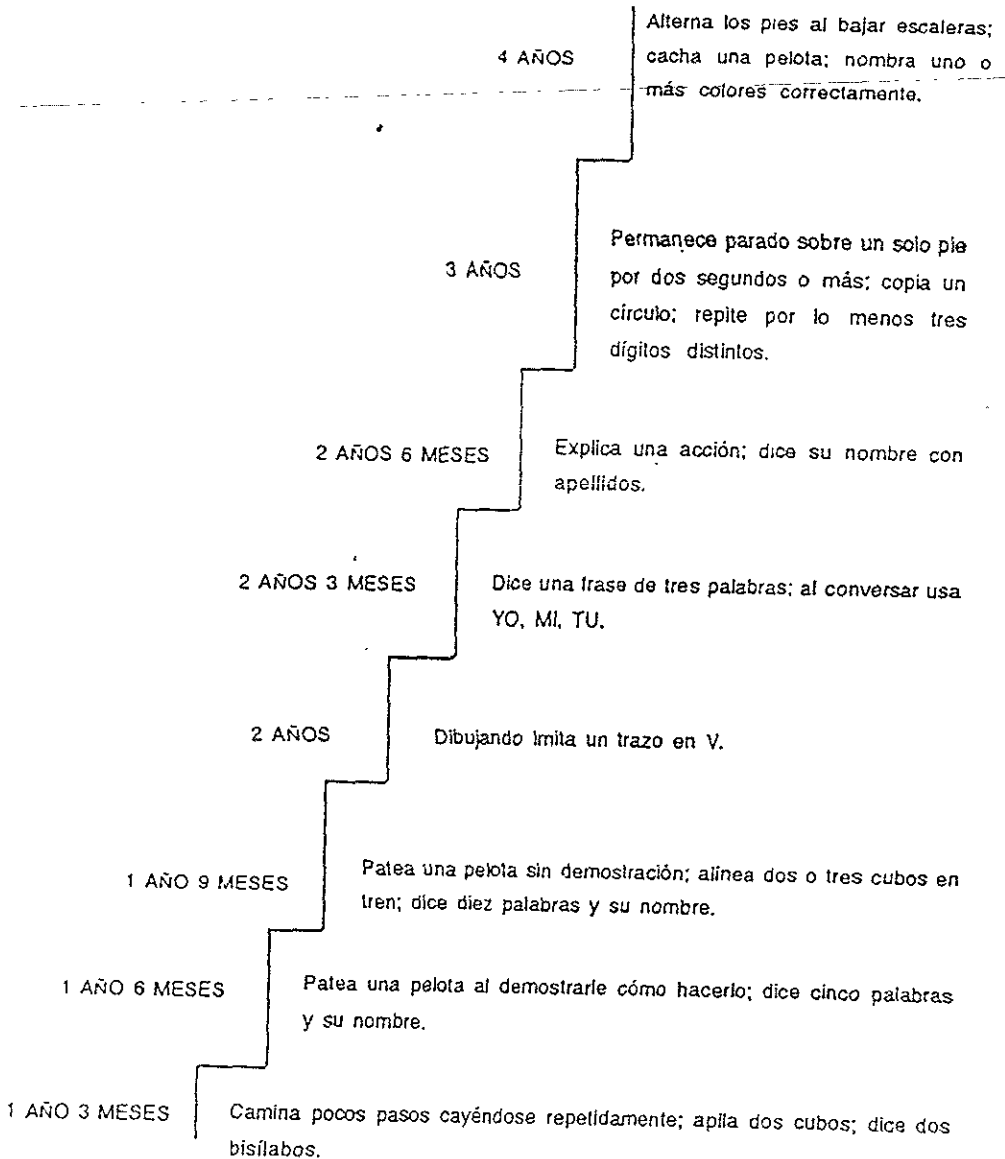 4 AÑOS
Alterna los pies al bajar escaleras;
cacha una pelota; nombra uno o
más colores correctamente.
3 AÑOS
Permanece parado sobre un solo pie
por dos segundos o más; copia un
círculo; repite por lo menos tres
dígitos distintos.
2 AÑOS 6 MESES
Explica una acción; dice su nombre con
apellidos.
2 AÑOS 3 MESES
Dice una frase de tres palabras; al conversar usa
YO, MI, TU.
2 AÑOS
Dibujando imita un trazo en V.
1 AÑO 9 MESES
Patea una pelota sin demostración; alinea dos o tres cubos en
tren; dice diez palabras y su nombre.
1 AÑO 6 MESES
Patea una pelota al demostrarle cómo hacerlo; dice cinco palabras
y su nombre.
1 AÑO 3 MESES
Camina pocos pasos cayéndose repetidamente; apila dos cubos; dice dos
bisílabos.